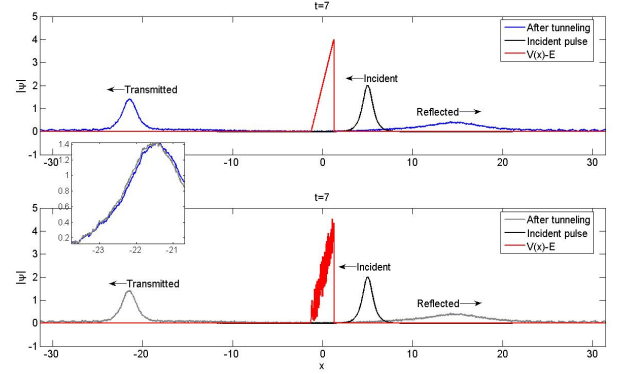 t=7
|ψ|
5
4
3
2
1
0
-1
After tunneling
Incident pulse
V(x)-E
Transmitted
Incident
Reflected
-30 -20 -10 0 10 20 30
1.4
1.2
1
0.8
0.6
0.4
0.2
-23 -22 -21
t=7
|ψ|
5
4
3
2
1
0
-1
After tunneling
Incident pulse
V(x)-E
Transmitted
Incident
Reflected
-30 -20 -10 0 10 20 30
x